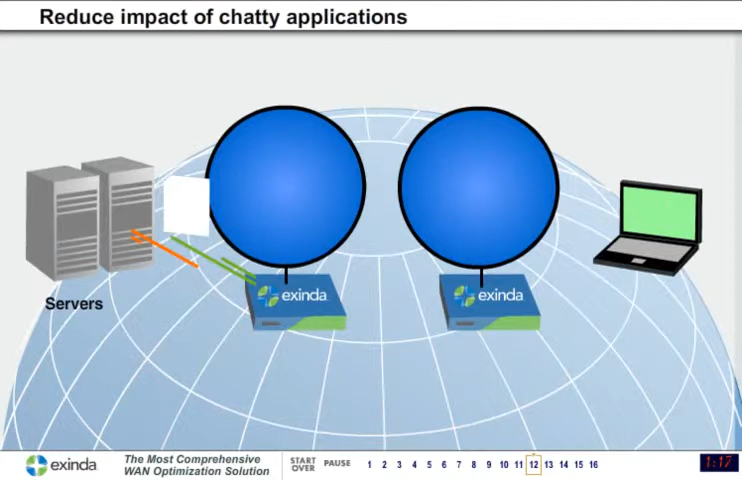 Reduce impact of chatty applications
exinda
exinda
Servers
exinda
The Most Comprehensive
WAN Optimization Solution
START
OVER
PAUSE
1 2 3 4 5 6 7 8 9 10 11 12 13 14 15 16
1:17